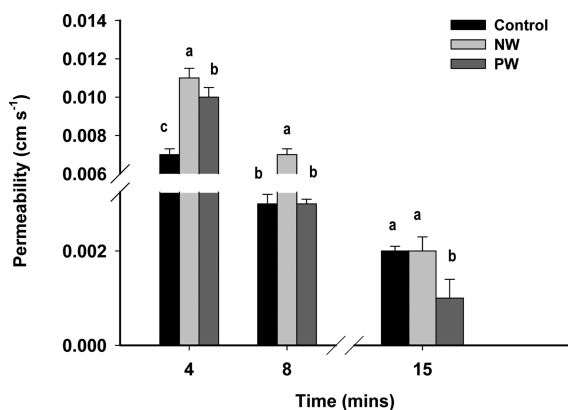 0.014
0.012
0.010
0.008
0.006
0.002
0.000
Permeability (cm s⁻¹)
Control
NW
PW
c
a
b
b
a
b
a
a
b
4
8
15
Time (mins)